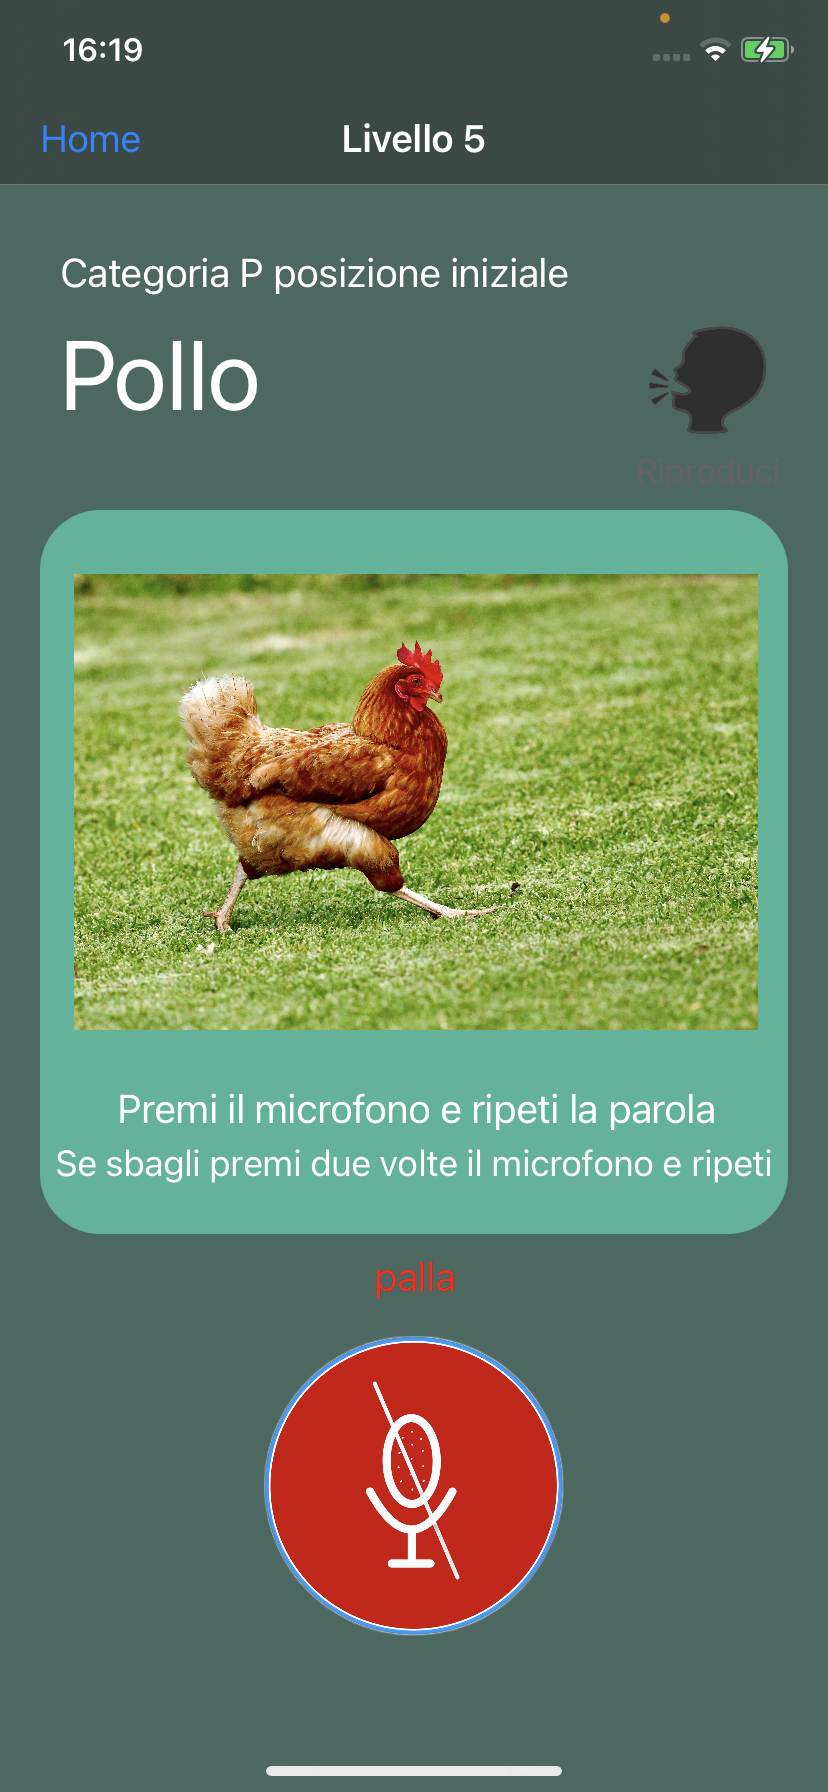 16:19
Home
Livello 5
Categoria P posizione iniziale
Pollo
Riproduci
Premi il microfono e ripeti la parola
Se sbagli premi due volte il microfono e ripeti
palla